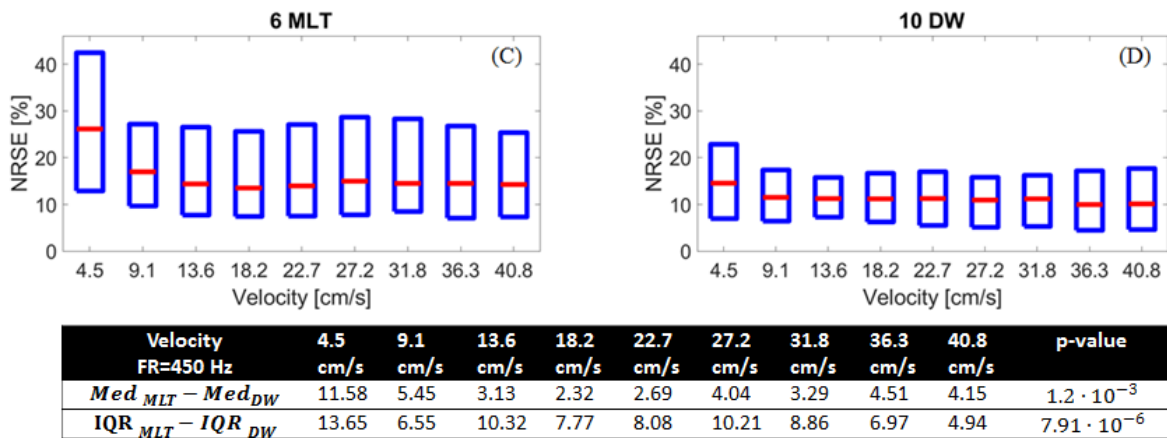 6 MLT
(C)
NRSE [%]
40
30
20
10
0
4.5 9.1 13.6 18.2 22.7 27.2 31.8 36.3 40.8
Velocity [cm/s]
10 DW
(D)
NRSE [%]
40
30
20
10
0
4.5 9.1 13.6 18.2 22.7 27.2 31.8 36.3 40.8
Velocity [cm/s]
Velocity 4.5 9.1 13.6 18.2 22.7 27.2 31.8 36.3 40.8 p-value
FR=450 Hz cm/s cm/s cm/s cm/s cm/s cm/s cm/s cm/s cm/s
Med MLT − Med DW 11.58 5.45 3.13 2.32 2.69 4.04 3.29 4.51 4.15 1.2 · 10⁻³
IQR MLT − IQR DW 13.65 6.55 10.32 7.77 8.08 10.21 8.86 6.97 4.94 7.91 · 10⁻⁶